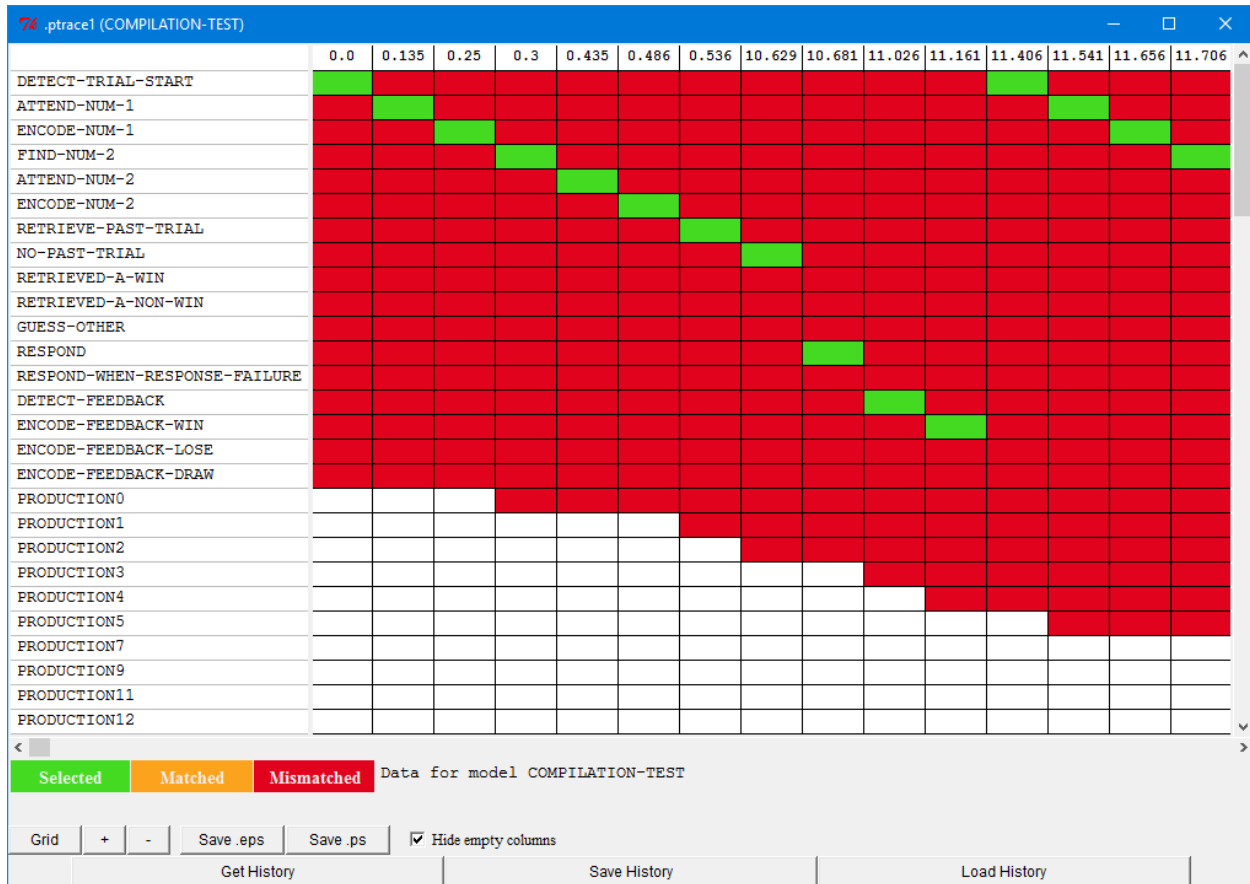 .ptrace1 (COMPILATION-TEST)
0.0 0.135 0.25 0.3 0.435 0.486 0.536 10.629 10.681 11.026 11.161 11.406 11.541 11.656 11.706
DETECT-TRIAL-START
ATTEND-NUM-1
ENCODE-NUM-1
FIND-NUM-2
ATTEND-NUM-2
ENCODE-NUM-2
RETRIEVE-PAST-TRIAL
NO-PAST-TRIAL
RETRIEVED-A-WIN
RETRIEVED-A-NON-WIN
GUESS-OTHER
RESPOND
RESPOND-WHEN-RESPONSE-FAILURE
DETECT-FEEDBACK
ENCODE-FEEDBACK-WIN
ENCODE-FEEDBACK-LOSE
ENCODE-FEEDBACK-DRAW
PRODUCTION0
PRODUCTION1
PRODUCTION2
PRODUCTION3
PRODUCTION4
PRODUCTION5
PRODUCTION7
PRODUCTION9
PRODUCTION11
PRODUCTION12
Selected Matched Mismatched Data for model COMPILATION-TEST
Grid + - Save .eps Save .ps Hide empty columns
Get History Save History Load History